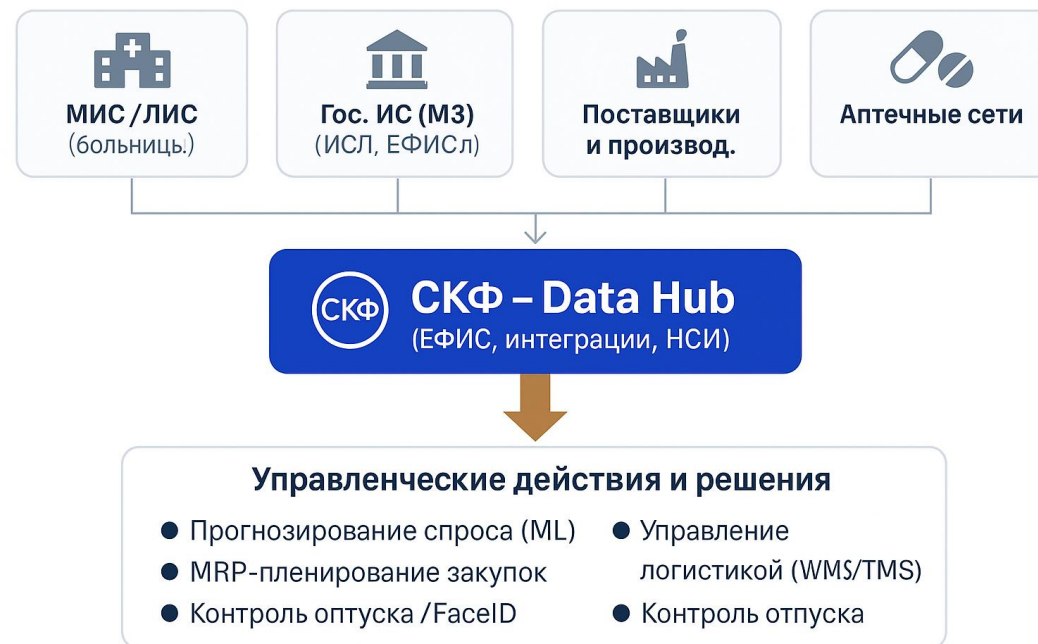 МИС /ЛИС
(больниць.)
Гос. ИС (МЗ)
(ИСЛ, ЕФИСл)
Поставщики
и производ.
Аптечные сети
СКФ
СКФ – Data Hub
(ЕФИС, интеграции, НСИ)
Управленческие действия и решения
● Прогнозирование спроса (ML)
● MRP-пленирование закупок
● Контроль оптуска /FaceID
● Управление
логистикой (WMS/TMS)
● Контроль отпуска